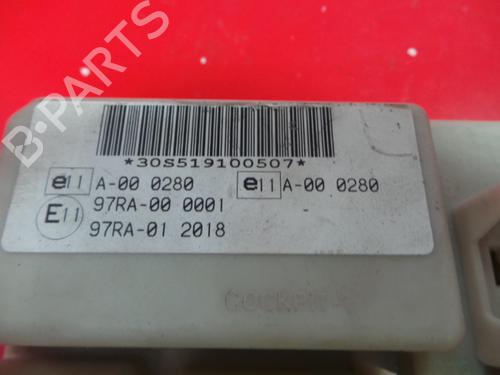 B-PARTS
*30S519100507*
e11 A-00 0280 e11 A-00 0280
E11 97RA-00 0001
97RA-01 2018
COCKPIT